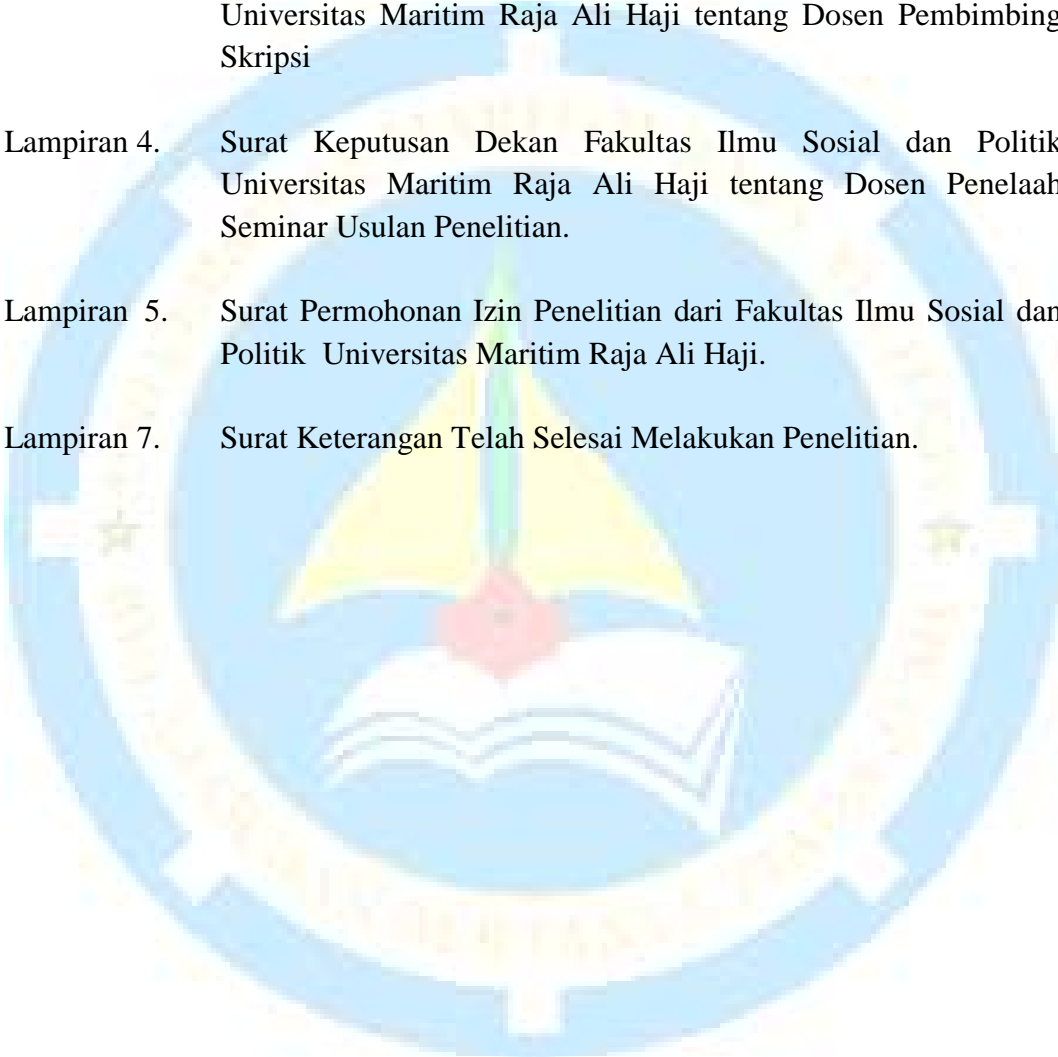 Universitas Maritim Raja Ali Haji tentang Dosen Pembimbing
Skripsi
Lampiran 4. Surat Keputusan Dekan Fakultas Ilmu Sosial dan Politik
Universitas Maritim Raja Ali Haji tentang Dosen Penelaah
Seminar Usulan Penelitian.
Lampiran 5. Surat Permohonan Izin Penelitian dari Fakultas Ilmu Sosial dan
Politik Universitas Maritim Raja Ali Haji.
Lampiran 7. Surat Keterangan Telah Selesai Melakukan Penelitian.